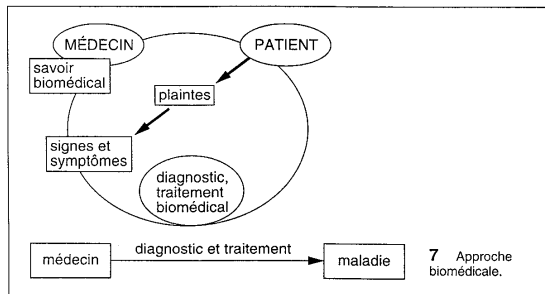 MÉDECIN
PATIENT
savoir
biomédical
plaintes
signes et
symptômes
diagnostic,
traitement
biomédical
médecin
diagnostic et traitement
maladie
7 Approche
biomédicale.